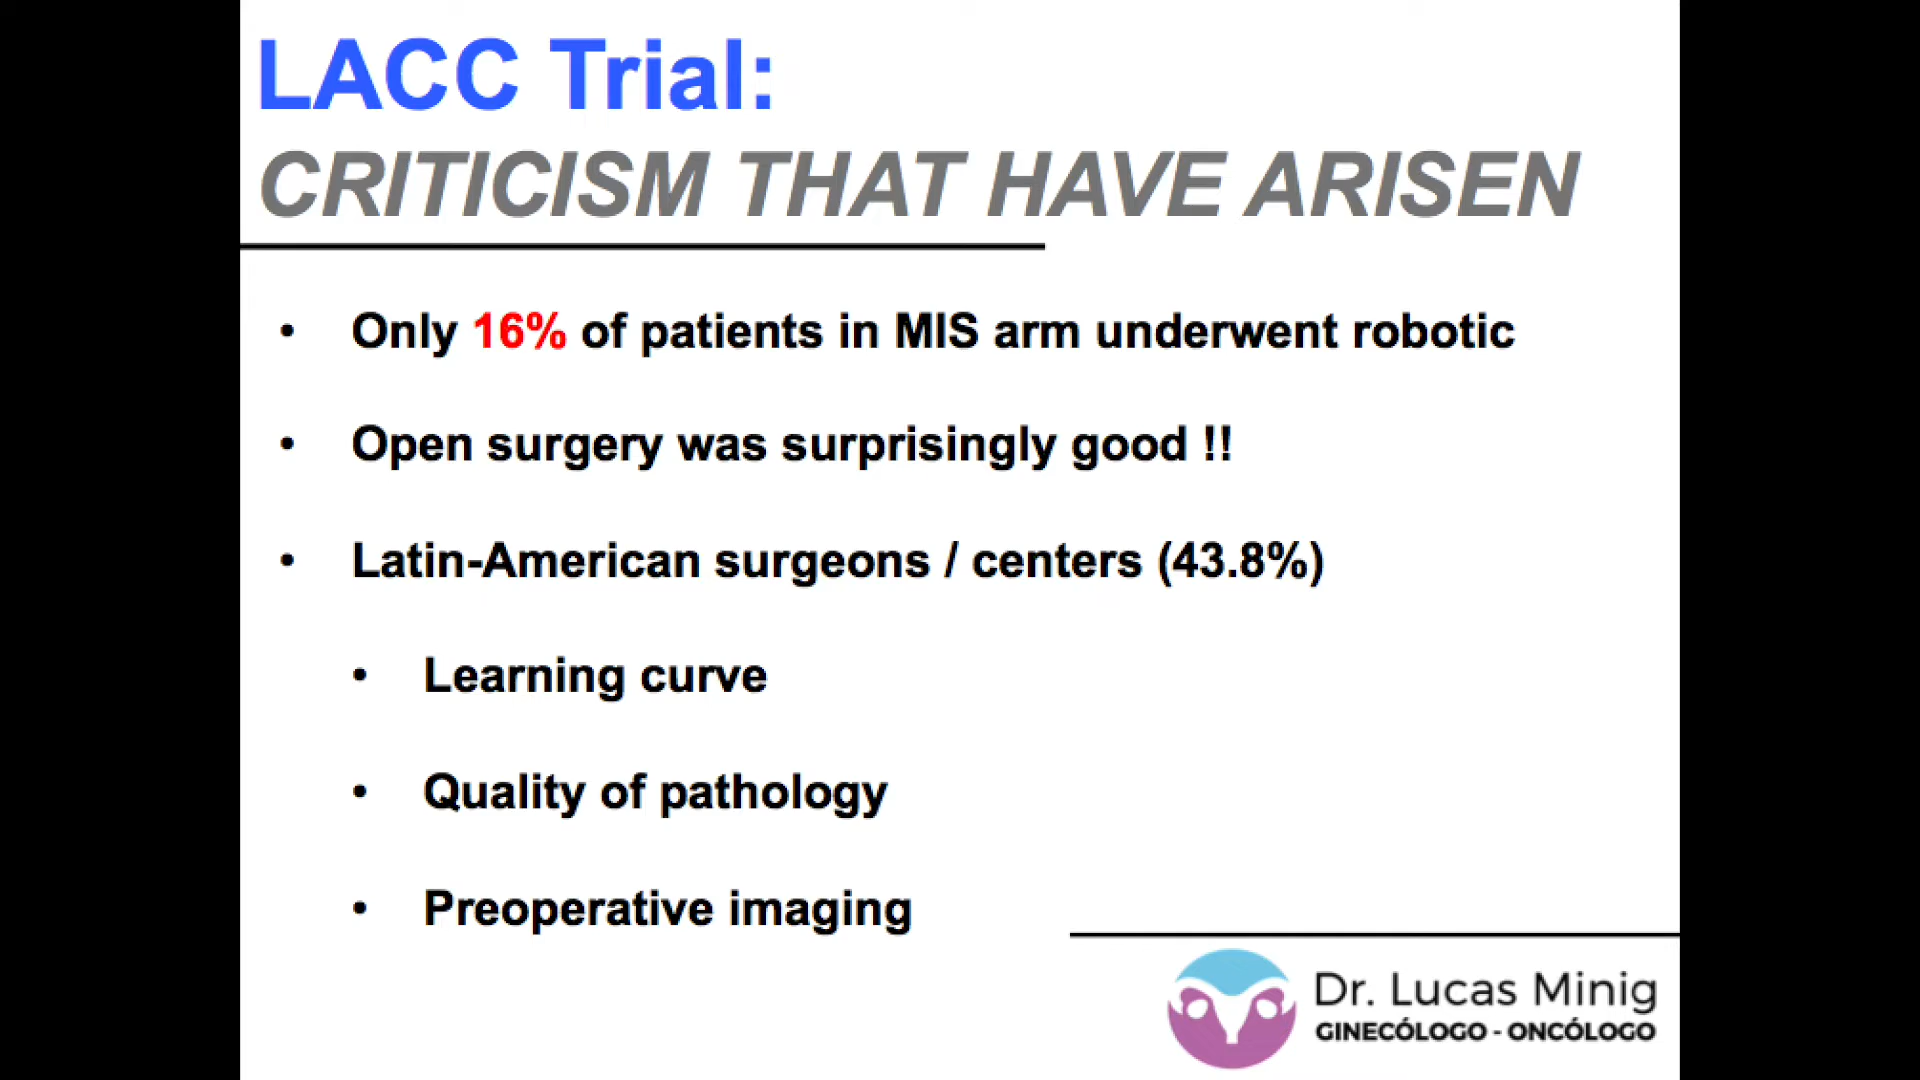 LACC Trial:
CRITICISM THAT HAVE ARISEN
• Only 16% of patients in MIS arm underwent robotic
• Open surgery was surprisingly good !!
• Latin-American surgeons / centers (43.8%)
• Learning curve
• Quality of pathology
• Preoperative imaging
Dr. Lucas Minig
GINECÓLOGO - ONCÓLOGO